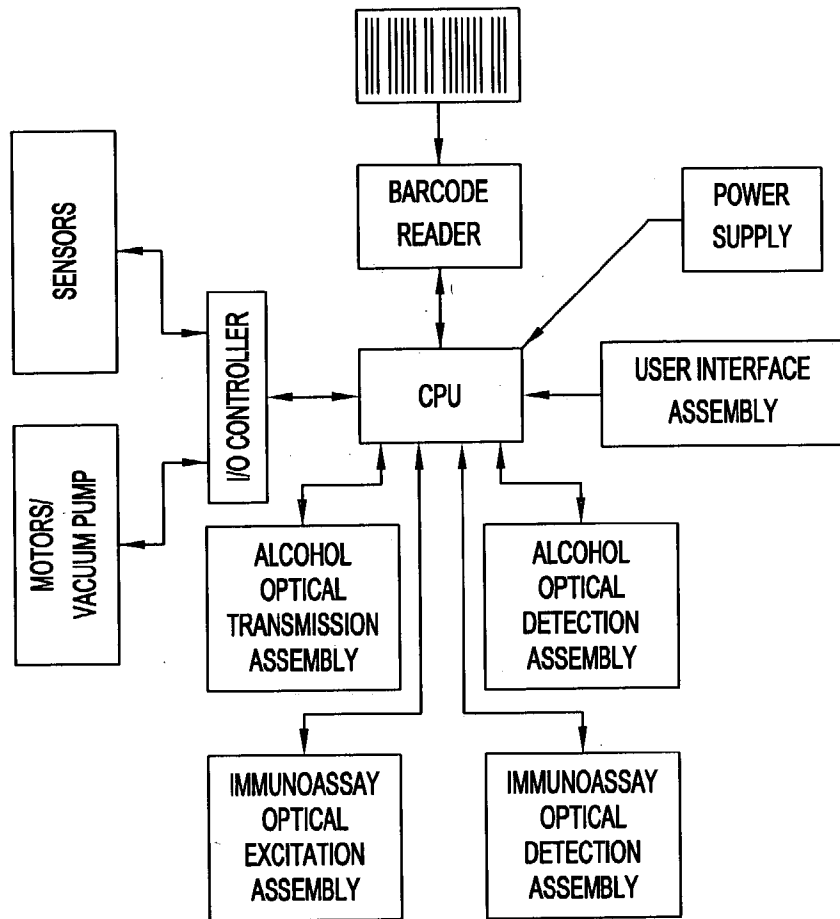 BARCODE
READER
POWER
SUPPLY
SENSORS
I/O CONTROLLER
CPU
USER INTERFACE
ASSEMBLY
MOTORS/
VACUUM PUMP
ALCOHOL
OPTICAL
TRANSMISSION
ASSEMBLY
ALCOHOL
OPTICAL
DETECTION
ASSEMBLY
IMMUNOASSAY
OPTICAL
EXCITATION
ASSEMBLY
IMMUNOASSAY
OPTICAL
DETECTION
ASSEMBLY